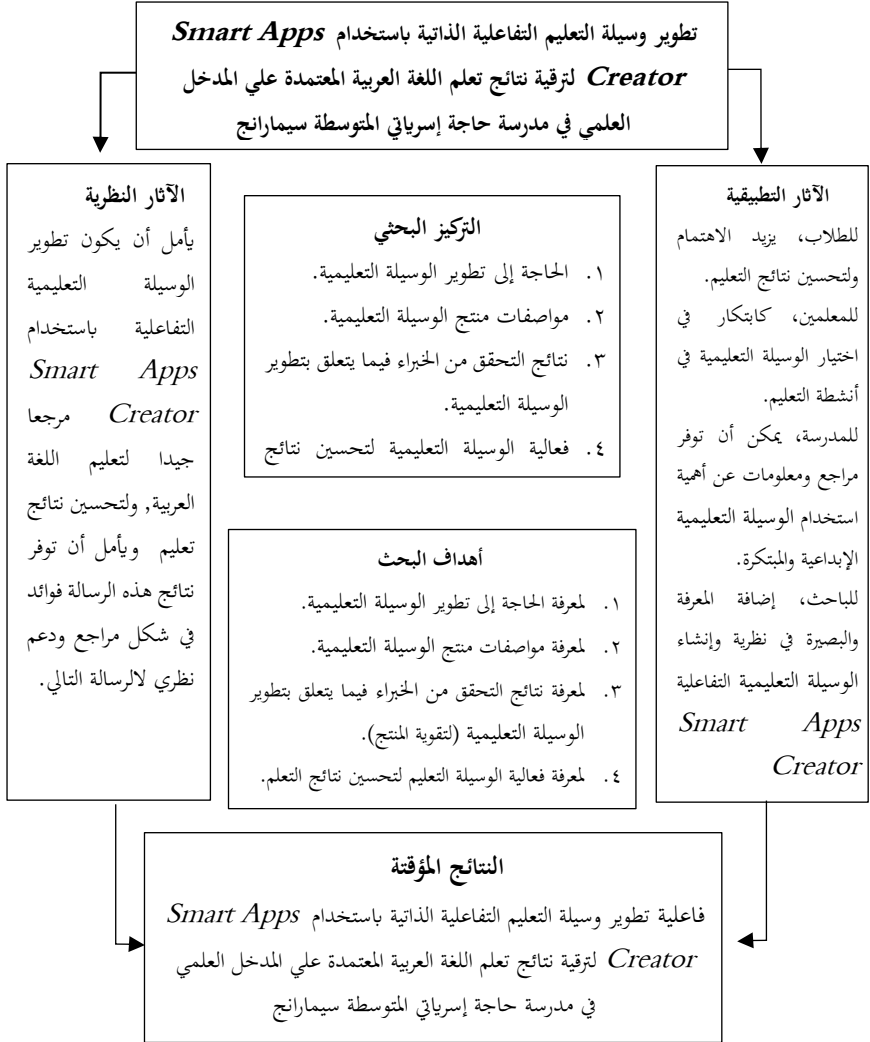 تطوير وسيلة التعليم التفاعلية الذاتية باستخدام Smart Apps
Creator لترقية نتائج تعلم اللغة العربية المعتمدة علي المدخل
العلمي في مدرسة حاجة إسرياتي المتوسطة سيمارانج
الآثار التطبيقية
للطلاب، يزيد الاهتمام
ولتحسين نتائج التعليم.
للمعلمين، كابتكار في
اختيار الوسيلة التعليمية في
أنشطة التعليم.
للمدرسة، يمكن أن توفر
مراجع ومعلومات عن أهمية
استخدام الوسيلة التعليمية
الإبداعية والمبتكرة.
للباحث، إضافة المعرفة
والبصيرة في نظرية وإنشاء
الوسيلة التعليمية التفاعلية
Smart Apps
Creator
التركيز البحثي
١. الحاجة إلى تطوير الوسيلة التعليمية.
٢. مواصفات منتج الوسيلة التعليمية.
٣. نتائج التحقق من الخبراء فيما يتعلق بتطوير
الوسيلة التعليمية.
٤. فعالية الوسيلة التعليمية لتحسين نتائج
أهداف البحث
١. لمعرفة الحاجة إلى تطوير الوسيلة التعليمية.
٢. لمعرفة مواصفات منتج الوسيلة التعليمية.
٣. لمعرفة نتائج التحقق من الخبراء فيما يتعلق بتطوير
الوسيلة التعليمية (لتقوية المنتج).
٤. لمعرفة فعالية الوسيلة التعليم لتحسين نتائج التعلم.
الآثار النظرية
يأمل أن يكون تطوير
الوسيلة التعليمية
التفاعلية باستخدام
Smart Apps
Creator مرجعا
جيدا لتعليم اللغة
العربية, ولتحسين نتائج
تعليم ويأمل أن توفر
نتائج هذه الرسالة فوائد
في شكل مراجع ودعم
نظري لالرسالة التالي.
النتائج المؤقتة
فاعلية تطوير وسيلة التعليم التفاعلية الذاتية باستخدام Smart Apps
Creator لترقية نتائج تعلم اللغة العربية المعتمدة علي المدخل العلمي
في مدرسة حاجة إسرياتي المتوسطة سيمارانج